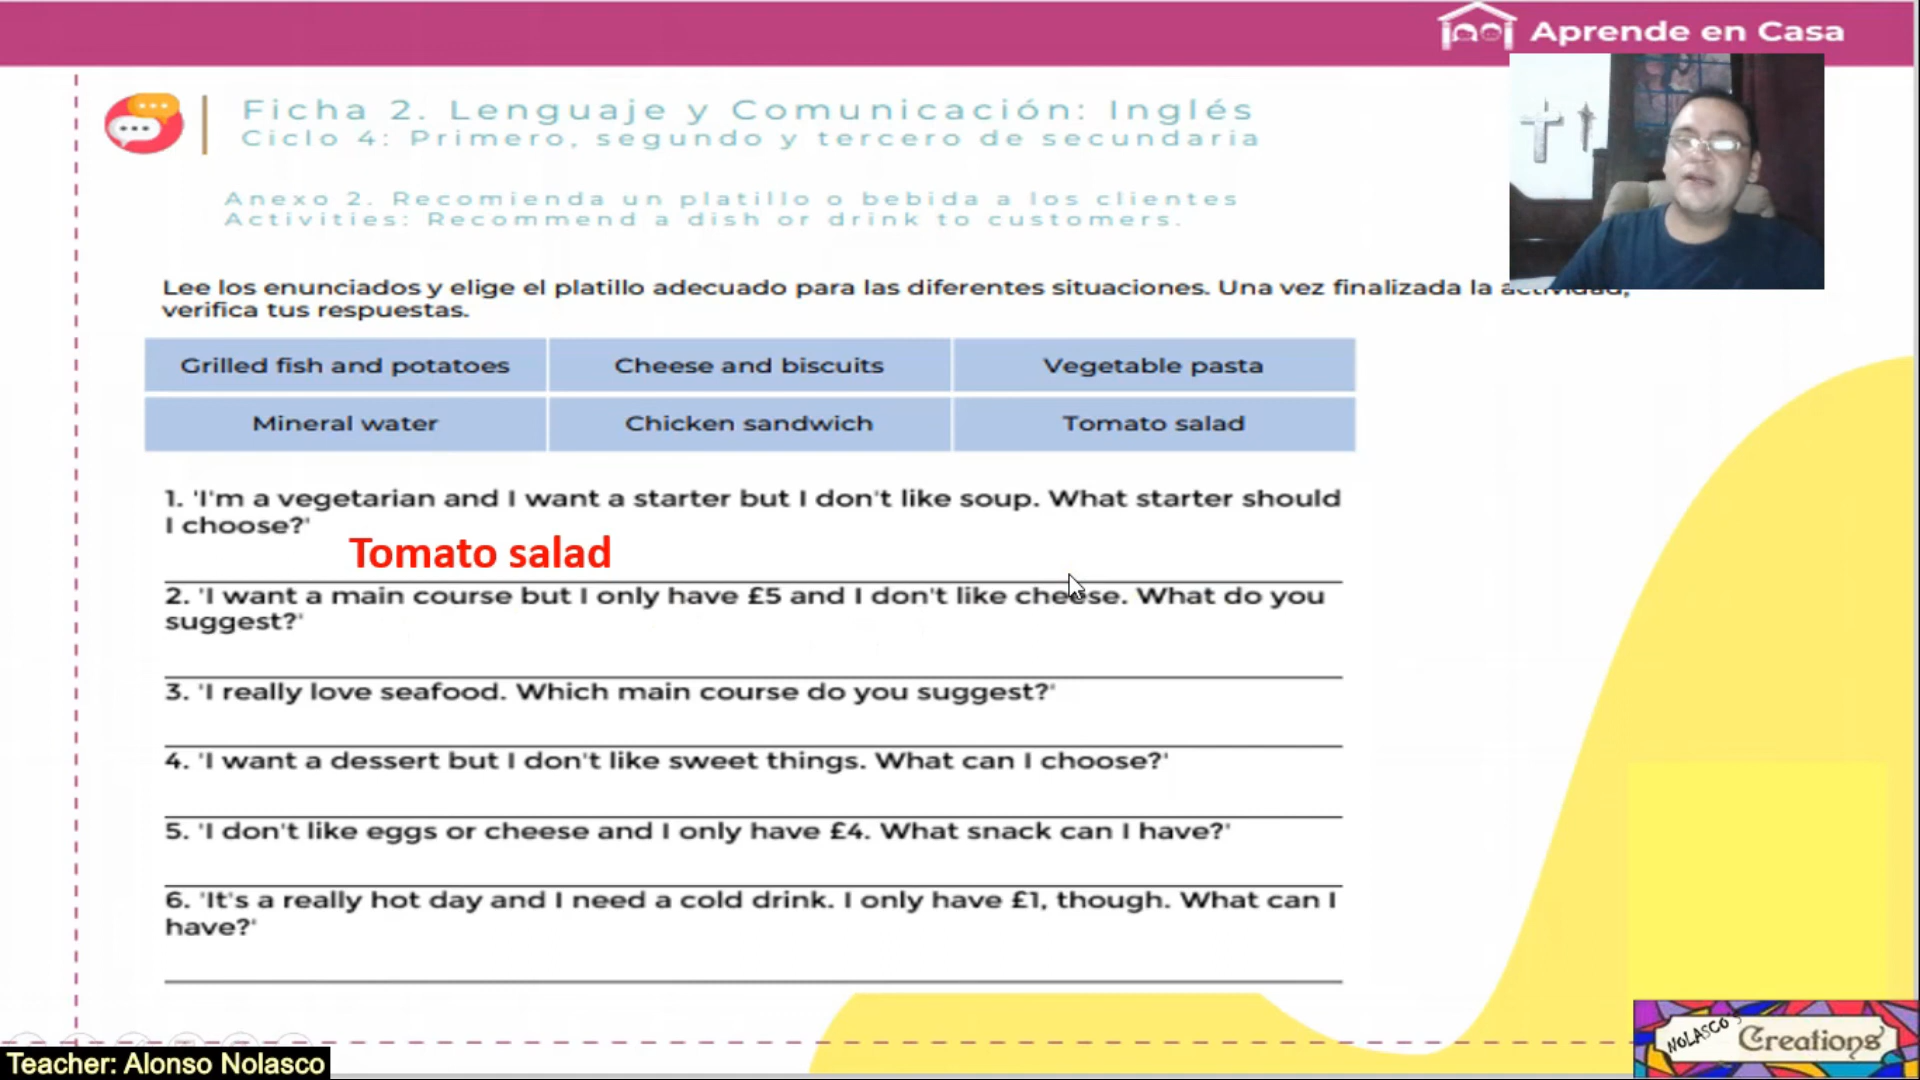 Aprende en Casa
Ficha 2. Lenguaje y Comunicación: Inglés
Ciclo 4: Primero, segundo y tercero de secundaria
Anexo 2. Recomienda un platillo o bebida a los clientes
Activities: Recommend a dish or drink to customers.
Lee los enunciados y elige el platillo adecuado para las diferentes situaciones. Una vez finalizada la
verifica tus respuestas.
Grilled fish and potatoes
Cheese and biscuits
Vegetable pasta
Mineral water
Chicken sandwich
Tomato salad
1. 'I'm a vegetarian and I want a starter but I don't like soup. What starter should
I choose?'
Tomato salad
2. 'I want a main course but I only have £5 and I don't like cheese. What do you
suggest?'
3. 'I really love seafood. Which main course do you suggest?'
4. 'I want a dessert but I don't like sweet things. What can I choose?'
5. 'I don't like eggs or cheese and I only have £4. What snack can I have?'
6. 'It's a really hot day and I need a cold drink. I only have £1, though. What can I
have?'
Teacher: Alonso Nolasco
NOLASCO'S
Creations